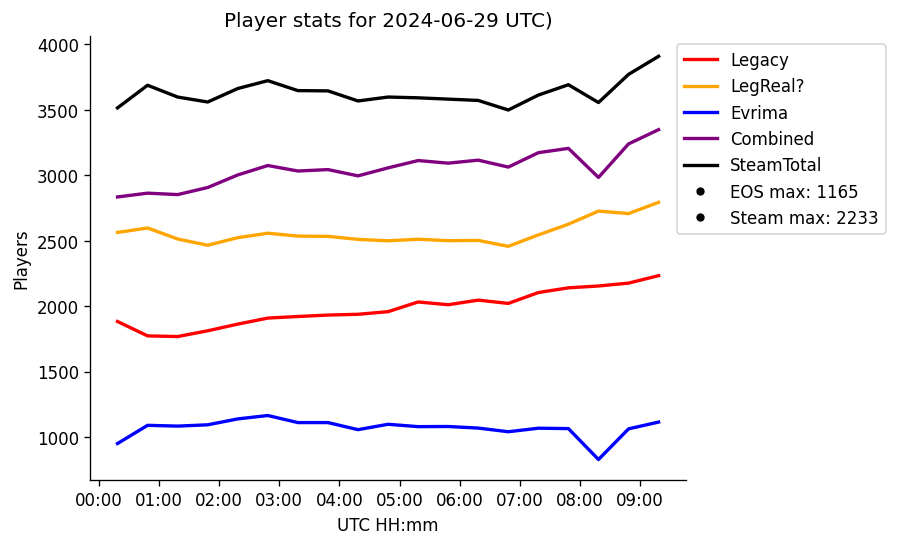 Player stats for 2024-06-29 UTC)
4000
3500
3000
2500
2000
1500
1000
Players
00:00 01:00 02:00 03:00 04:00 05:00 06:00 07:00 08:00 09:00
UTC HH:mm
Legacy
LegReal?
Evrima
Combined
SteamTotal
EOS max: 1165
Steam max: 2233